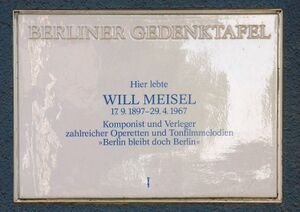 BERLINER GEDENKTAFEL
Hier lebte
WILL MEISEL
17. 9. 1897–29. 4. 1967
Komponist und Verleger
zahlreicher Operetten und Tonfilmmelodien
»Berlin bleibt doch Berlin«